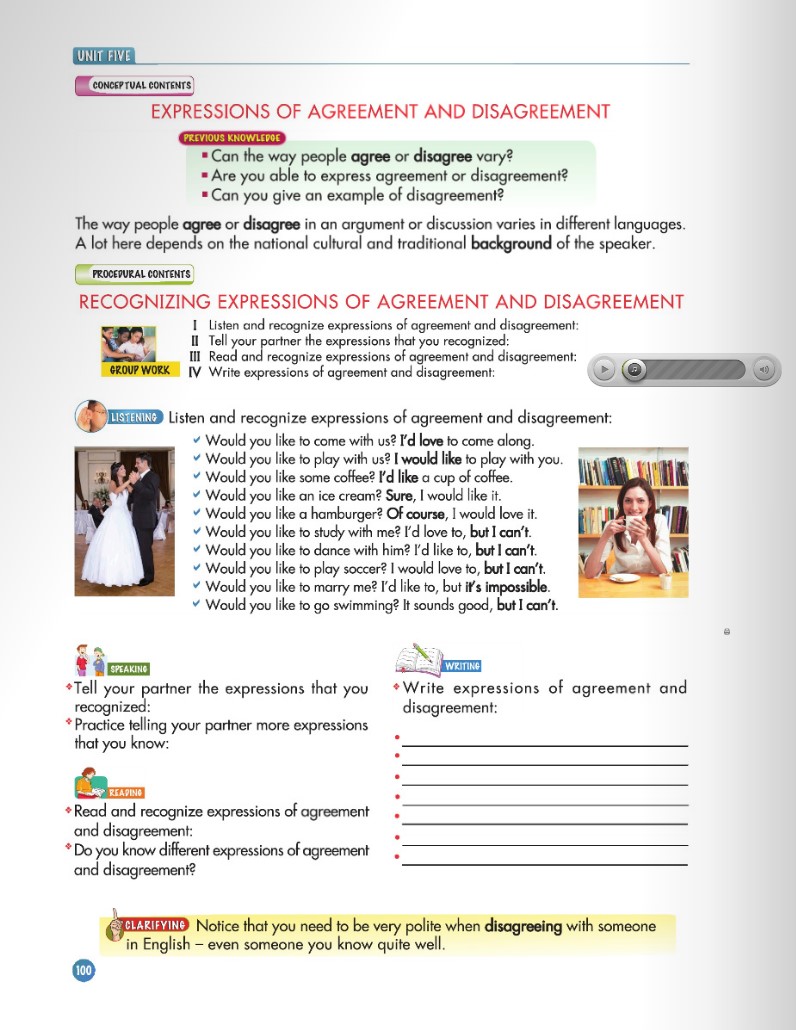 UNIT FIVE
CONCEPTUAL CONTENTS
EXPRESSIONS OF AGREEMENT AND DISAGREEMENT
PREVIOUS KNOWLEDGE
▪ Can the way people agree or disagree vary?
▪ Are you able to express agreement or disagreement?
▪ Can you give an example of disagreement?
The way people agree or disagree in an argument or discussion varies in different languages.
A lot here depends on the national cultural and traditional background of the speaker.
PROCEDURAL CONTENTS
RECOGNIZING EXPRESSIONS OF AGREEMENT AND DISAGREEMENT
I Listen and recognize expressions of agreement and disagreement:
II Tell your partner the expressions that you recognized:
III Read and recognize expressions of agreement and disagreement:
IV Write expressions of agreement and disagreement:
GROUP WORK
LISTENING Listen and recognize expressions of agreement and disagreement:
Would you like to come with us? I'd love to come along.
Would you like to play with us? I would like to play with you.
Would you like some coffee? I'd like a cup of coffee.
Would you like an ice cream? Sure, I would like it.
Would you like a hamburger? Of course, I would love it.
Would you like to study with me? I'd love to, but I can't.
Would you like to dance with him? I'd like to, but I can't.
Would you like to play soccer? I would love to, but I can't.
Would you like to marry me? I'd like to, but it's impossible.
Would you like to go swimming? It sounds good, but I can't.
SPEAKING
Tell your partner the expressions that you
recognized:
Practice telling your partner more expressions
that you know:
READING
Read and recognize expressions of agreement
and disagreement:
Do you know different expressions of agreement
and disagreement?
WRITING
Write expressions of agreement and
disagreement:
CLARIFYING Notice that you need to be very polite when disagreeing with someone
in English – even someone you know quite well.
100